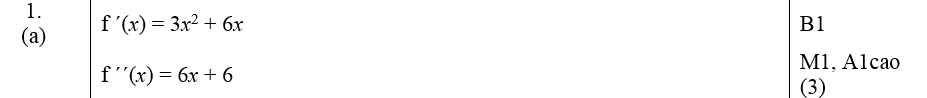 1.
(a)
f ´(x) = 3x² + 6x
B1
f ´´(x) = 6x + 6
M1, A1cao
(3)